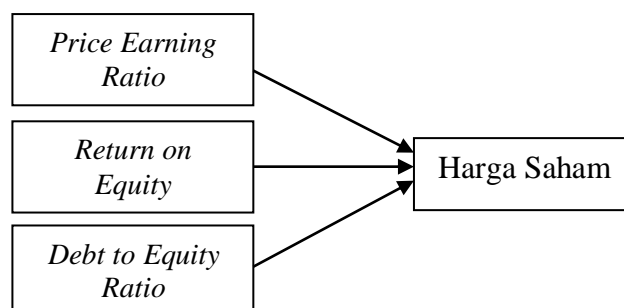 Price Earning
Ratio
Return on
Equity
Harga Saham
Debt to Equity
Ratio